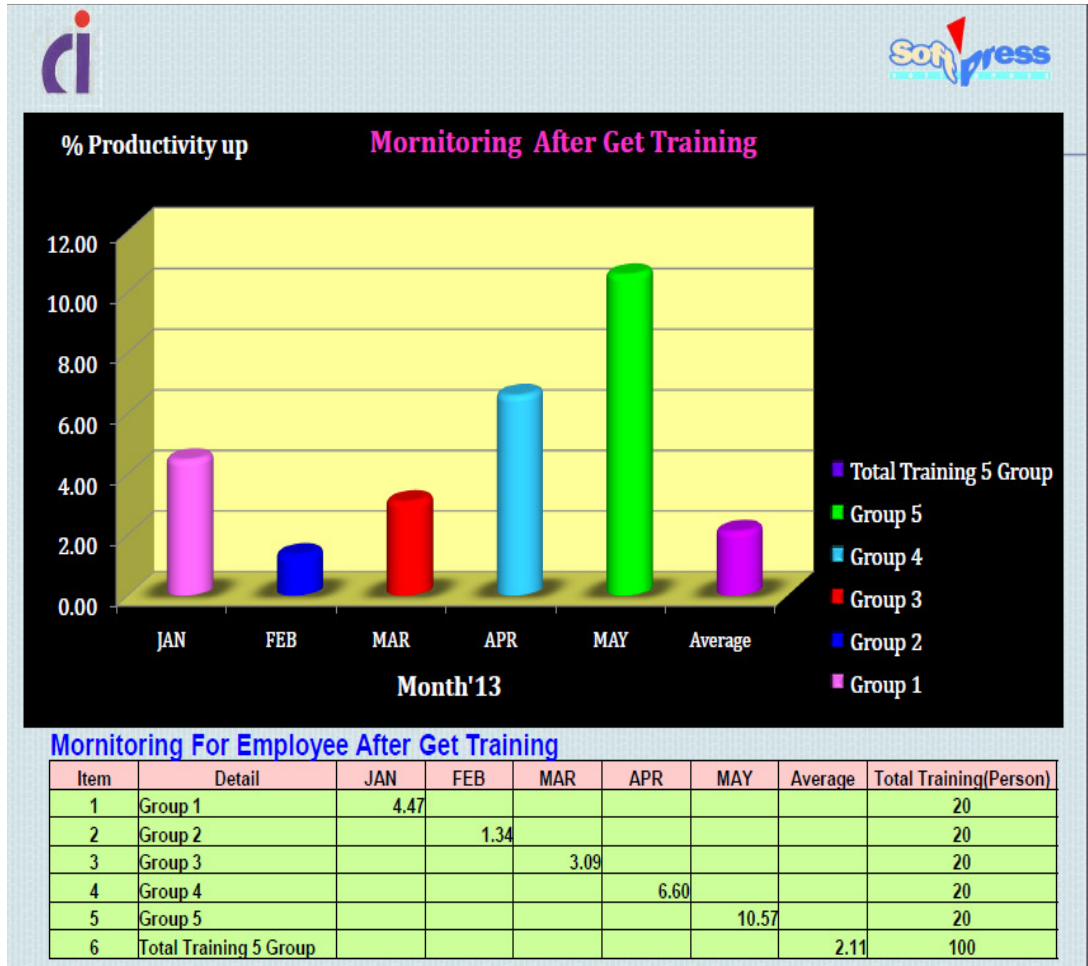 ci
Soft Press
% Productivity up
Mornitoring After Get Training
12.00
10.00
8.00
6.00
4.00
2.00
0.00
JAN FEB MAR APR MAY Average
Month'13
Total Training 5 Group
Group 5
Group 4
Group 3
Group 2
Group 1
Mornitoring For Employee After Get Training
Item Detail JAN FEB MAR APR MAY Average Total Training(Person)
1 Group 1 4.47 20
2 Group 2 1.34 20
3 Group 3 3.09 20
4 Group 4 6.60 20
5 Group 5 10.57 20
6 Total Training 5 Group 2.11 100